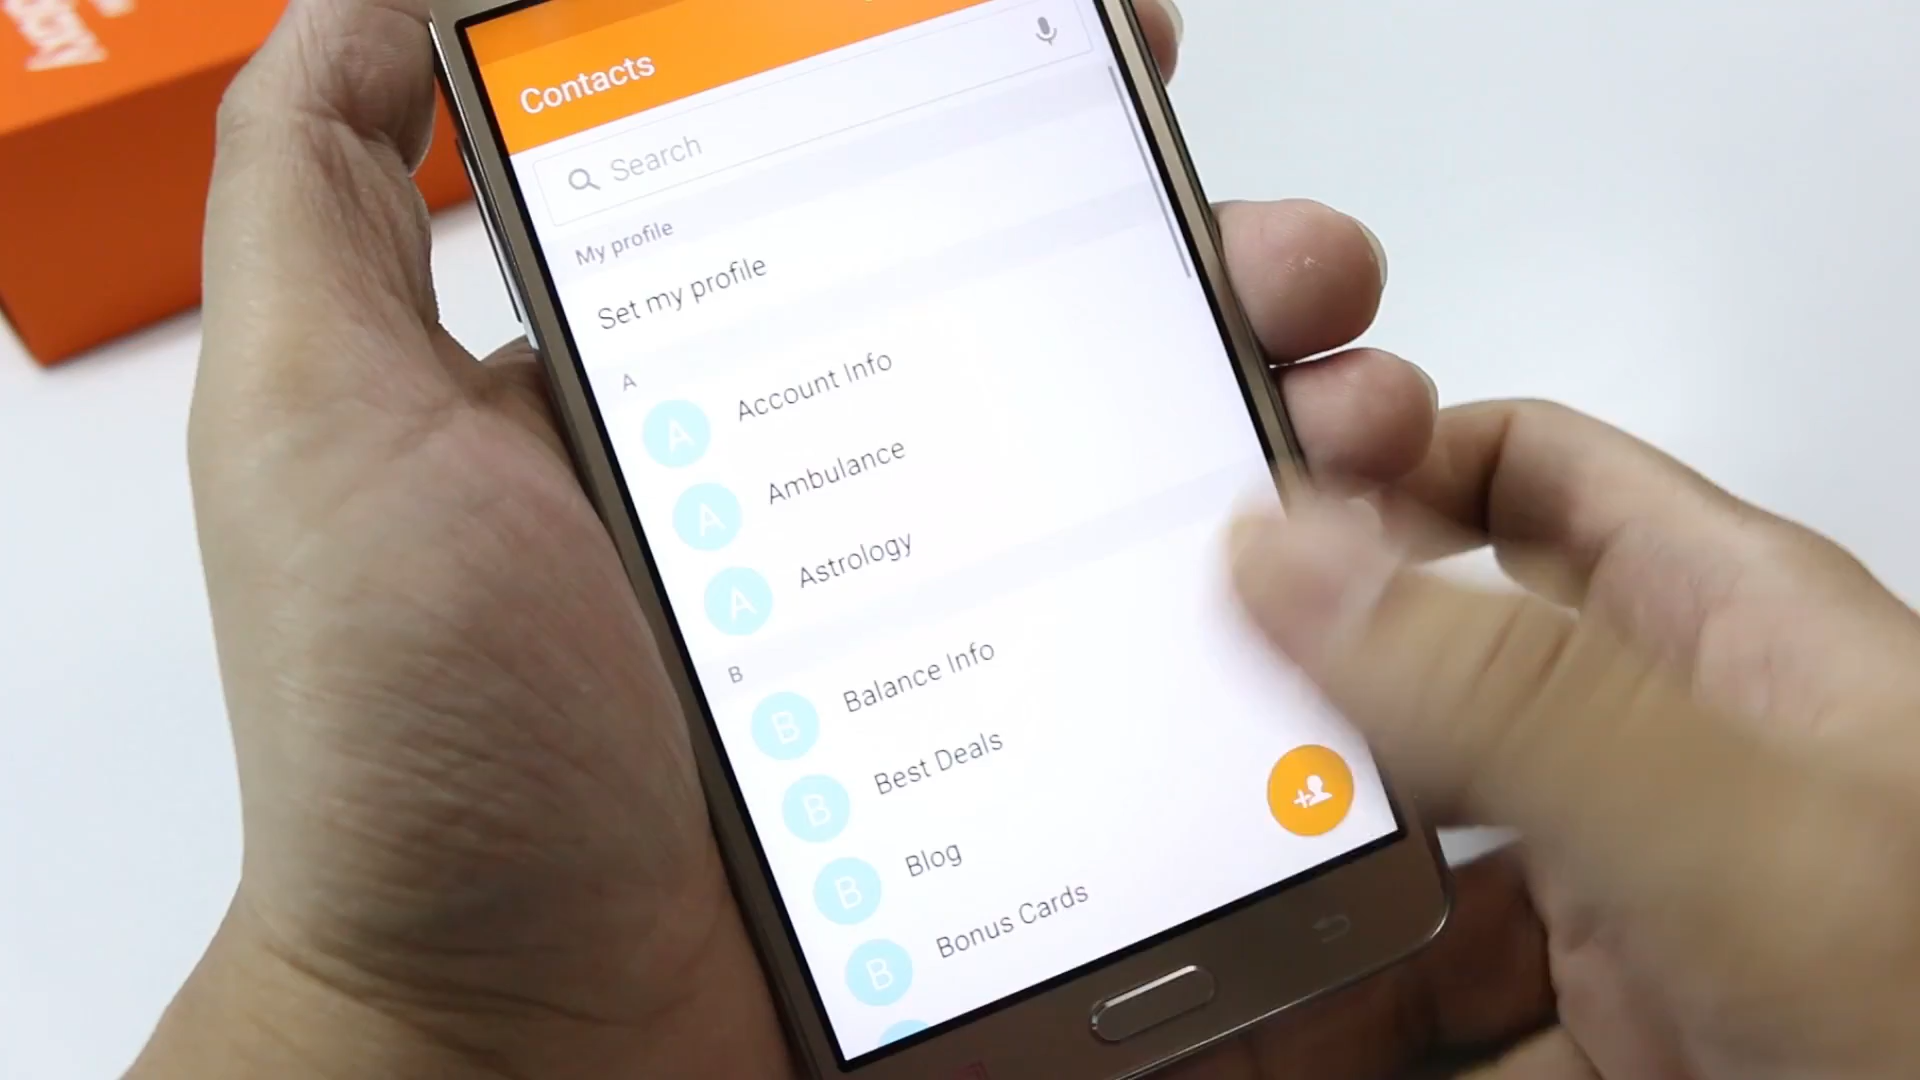 Contacts
Search
My profile
Set my profile
A
A Account Info
A Ambulance
A Astrology
B
B Balance Info
B Best Deals
B Blog
B Bonus Cards